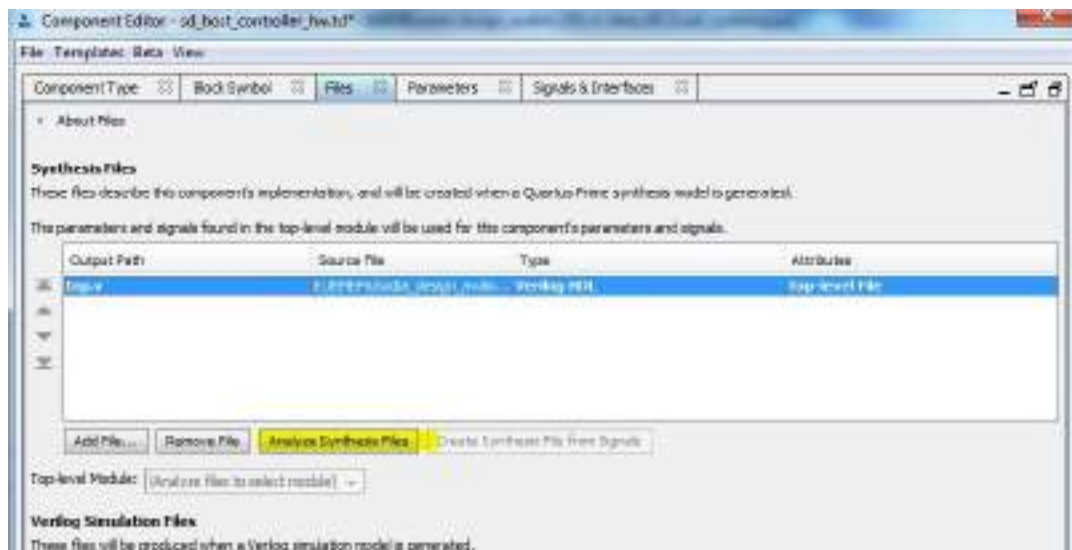 Component Editor - sd_host_controller_hw.tcl*
File Templates Beta View
Component Type Block Symbol Files Parameters Signals & Interfaces
About Files
Synthesis Files
These files describe this component's implementation, and will be created when a Quartus Prime synthesis model is generated.
The parameters and signals found in the top-level module will be used for this component's parameters and signals.
Output Path Source File Type Attributes
top.v Verilog HDL Top-level File
Add File... Remove File Analyze Synthesis Files Create Synthesis File from Signals
Top-level Module: (Analyze files to select module)
Verilog Simulation Files
These files will be produced when a Verilog simulation model is generated.